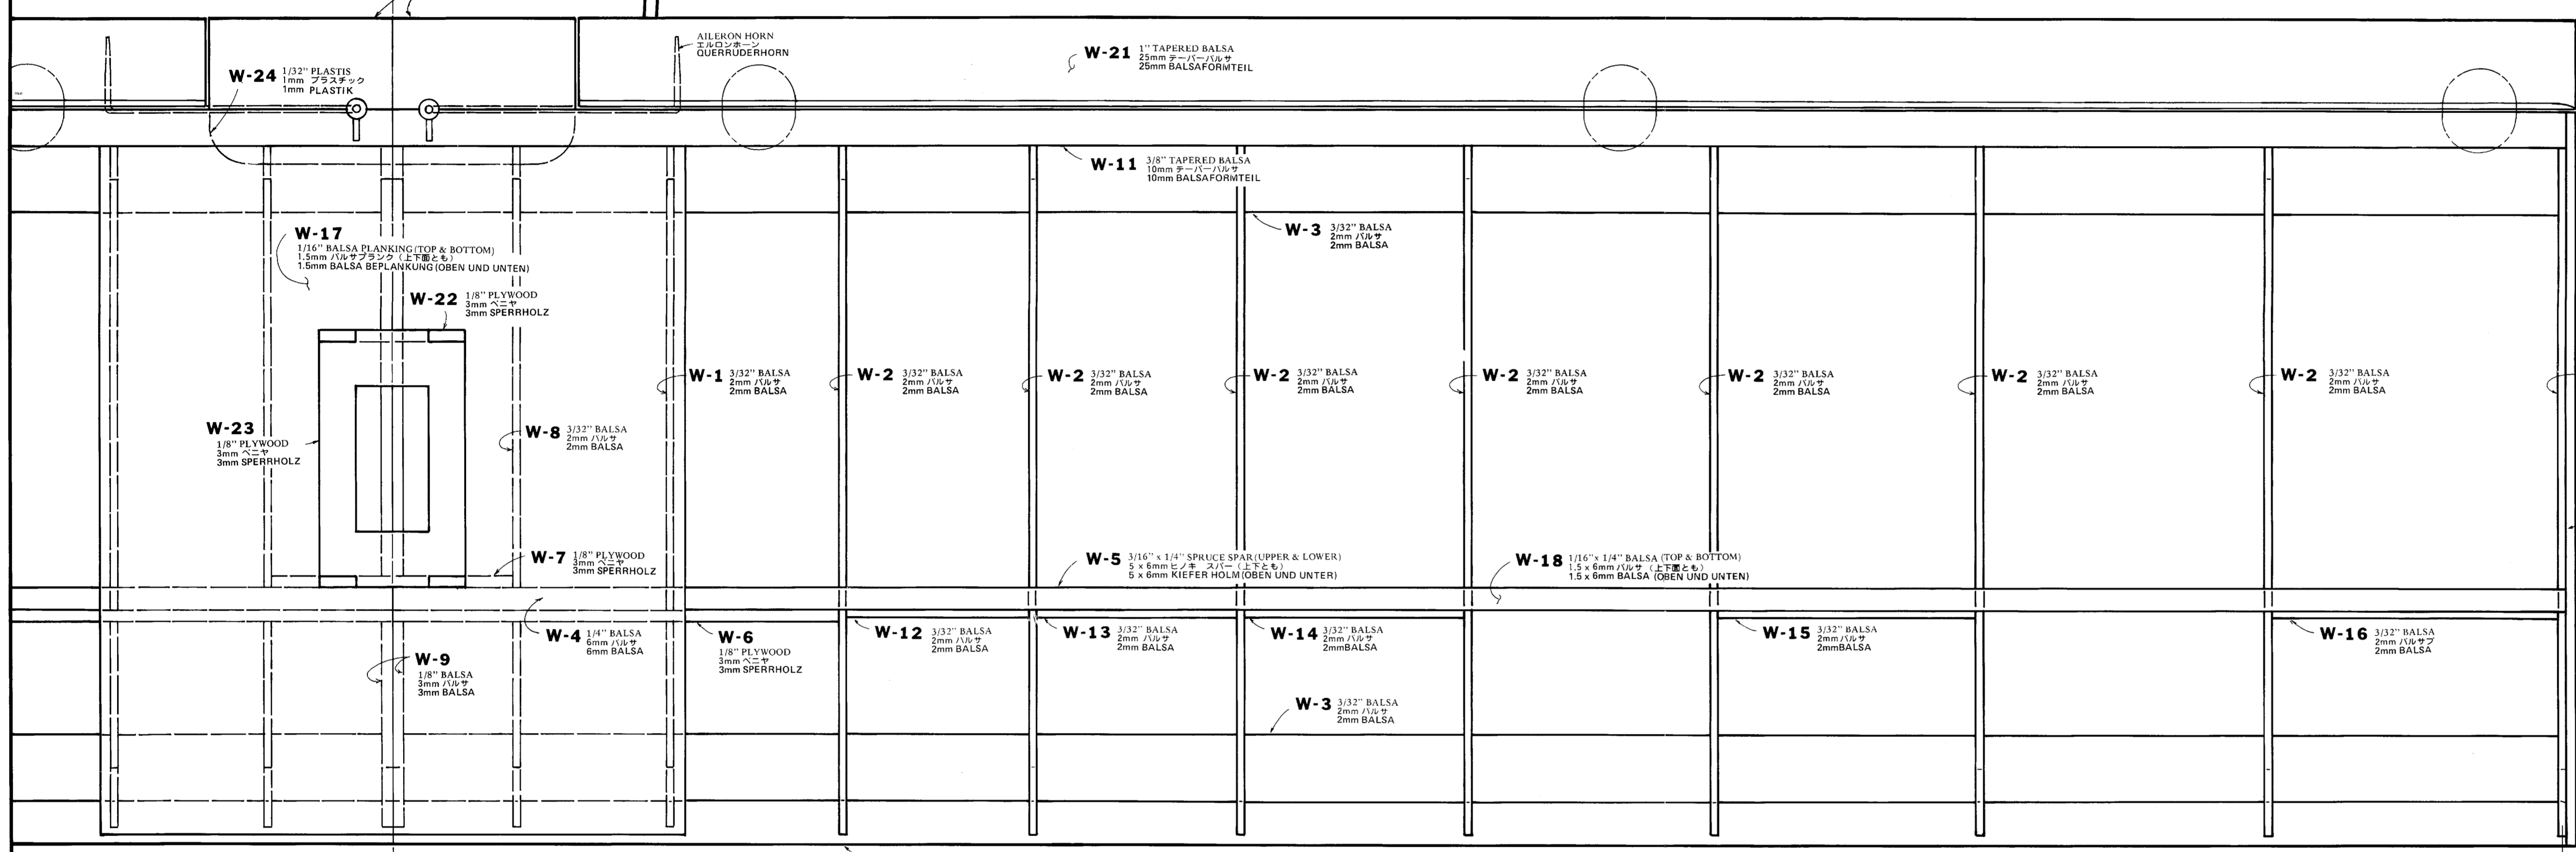 AILERON HORN
エルロンホーン
QUERRUDERHORN
W-21 1" TAPERED BALSA
25mm テーパーバルサ
25mm BALSAFORMTEIL
W-24 1/32" PLASTIS
1mm プラスチック
1mm PLASTIK
W-11 3/8" TAPERED BALSA
10mm テーパーバルサ
10mm BALSAFORMTEIL
W-17
1/16" BALSA PLANKING (TOP & BOTTOM)
1.5mm バルサプランク (上下面とも)
1.5mm BALSA BEPLANKUNG (OBEN UND UNTEN)
W-3 3/32" BALSA
2mm バルサ
2mm BALSA
W-22 1/8" PLYWOOD
3mm ベニヤ
3mm SPERRHOLZ
W-1 3/32" BALSA
2mm バルサ
2mm BALSA
W-2 3/32" BALSA
2mm バルサ
2mm BALSA
W-2 3/32" BALSA
2mm バルサ
2mm BALSA
W-2 3/32" BALSA
2mm バルサ
2mm BALSA
W-2 3/32" BALSA
2mm バルサ
2mm BALSA
W-2 3/32" BALSA
2mm バルサ
2mm BALSA
W-2 3/32" BALSA
2mm バルサ
2mm BALSA
W-2 3/32" BALSA
2mm バルサ
2mm BALSA
W-23
1/8" PLYWOOD
3mm ベニヤ
3mm SPERRHOLZ
W-8 3/32" BALSA
2mm バルサ
2mm BALSA
W-7 1/8" PLYWOOD
3mm ベニヤ
3mm SPERRHOLZ
W-5 3/16" x 1/4" SPRUCE SPAR (UPPER & LOWER)
5 x 6mm ヒノキ スパー (上下とも)
5 x 6mm KIEFER HOLM (OBEN UND UNTER)
W-18 1/16" x 1/4" BALSA (TOP & BOTTOM)
1.5 x 6mm バルサ (上下面とも)
1.5 x 6mm BALSA (OBEN UND UNTEN)
W-4 1/4" BALSA
6mm バルサ
6mm BALSA
W-6
1/8" PLYWOOD
3mm ベニヤ
3mm SPERRHOLZ
W-12 3/32" BALSA
2mm バルサ
2mm BALSA
W-13 3/32" BALSA
2mm バルサ
2mm BALSA
W-14 3/32" BALSA
2mm バルサ
2mmBALSA
W-15 3/32" BALSA
2mm バルサ
2mmBALSA
W-16 3/32" BALSA
2mm バルサブ
2mm BALSA
W-9
1/8" BALSA
3mm バルサ
3mm BALSA
W-3 3/32" BALSA
2mm バルサ
2mm BALSA